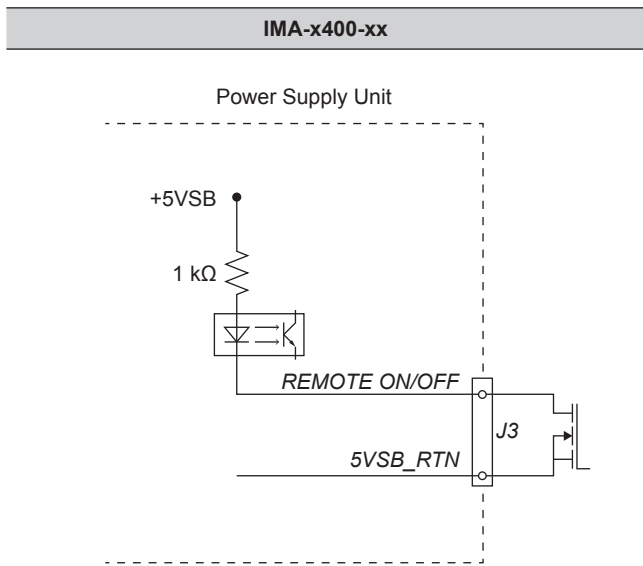 IMA-x400-xx
Power Supply Unit
+5VSB
1 kΩ
REMOTE ON/OFF
J3
5VSB_RTN